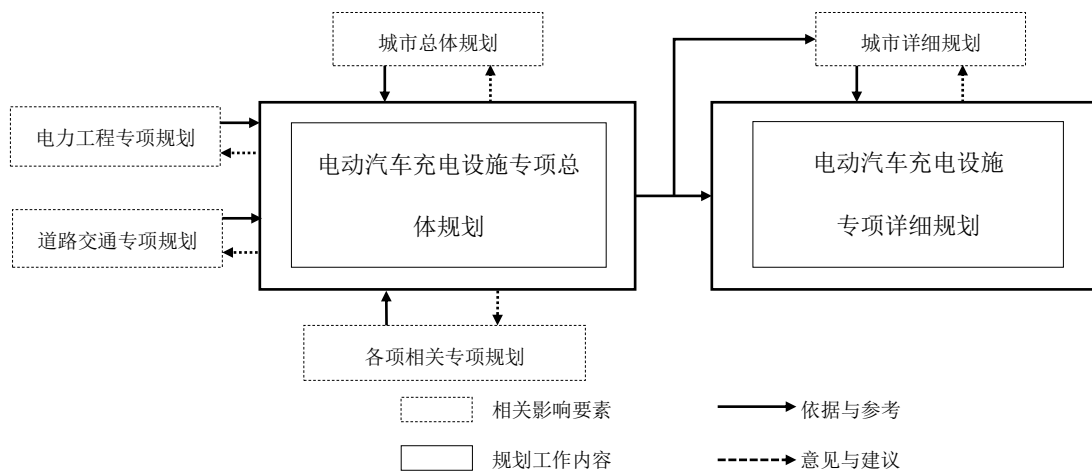 城市总体规划
城市详细规划
电力工程专项规划
电动汽车充电设施专项总
体规划
电动汽车充电设施
专项详细规划
道路交通专项规划
各项相关专项规划
相关影响要素
依据与参考
规划工作内容
意见与建议